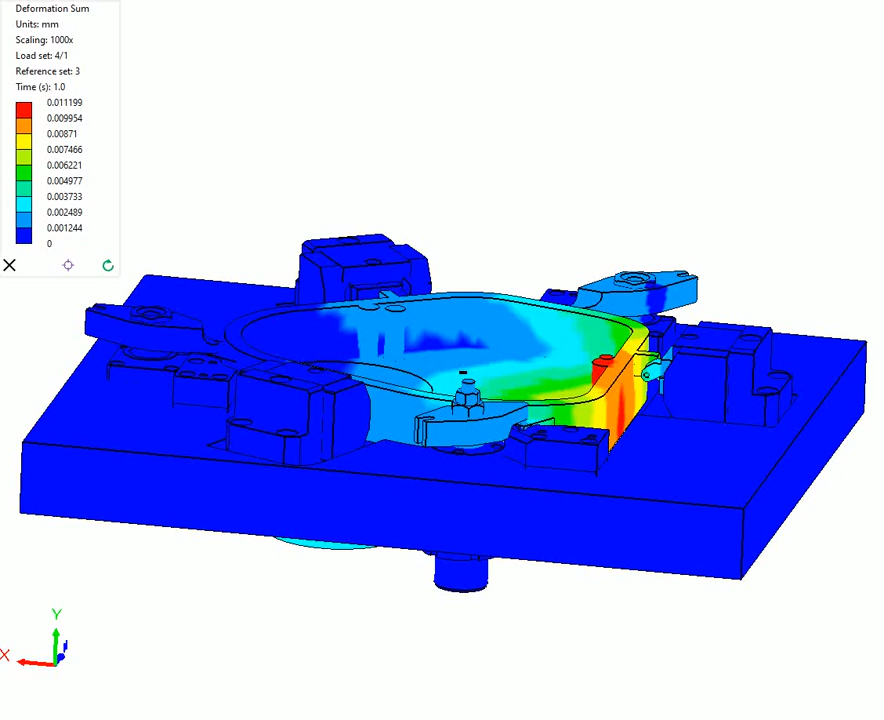 Deformation Sum
Units: mm
Scaling: 1000x
Load set: 4/1
Reference set: 3
Time (s): 1.0
0.011199
0.009954
0.00871
0.007466
0.006221
0.004977
0.003733
0.002489
0.001244
0
Y
X